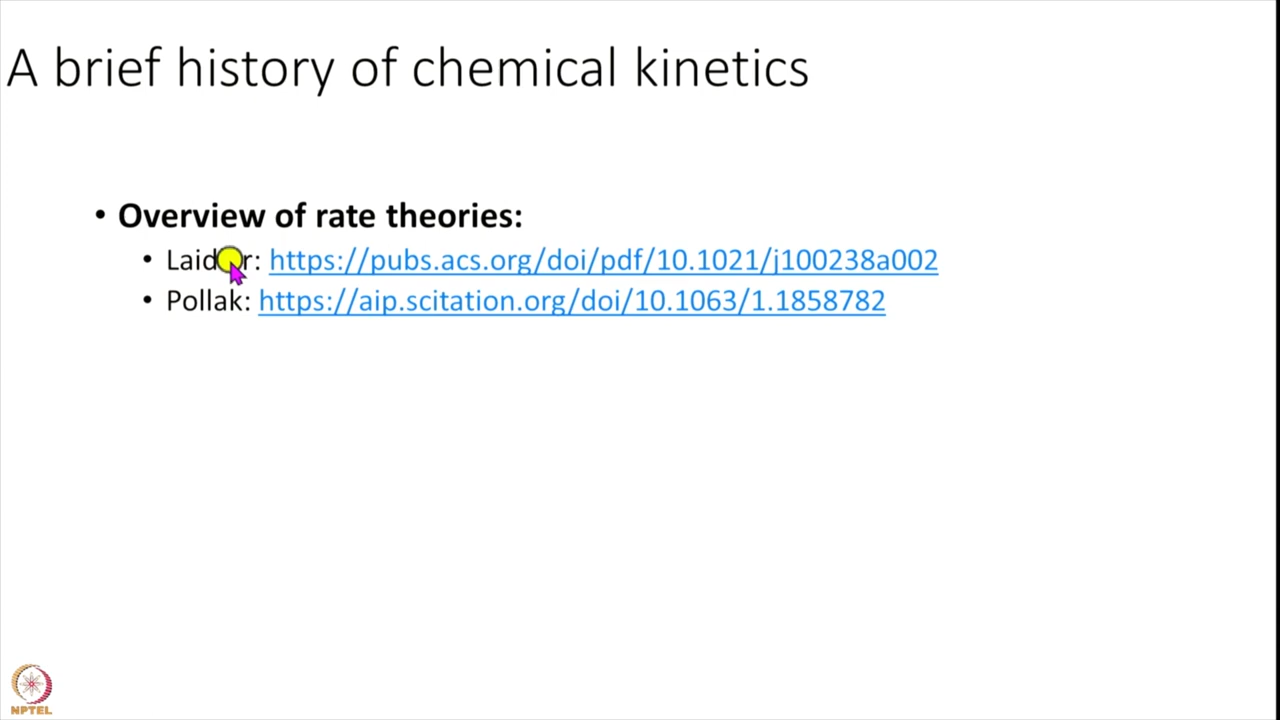 A brief history of chemical kinetics
• Overview of rate theories:
• : https://pubs.acs.org/doi/pdf/10.1021/j100238a002
• Pollak: https://aip.scitation.org/doi/10.1063/1.1858782
NPTEL